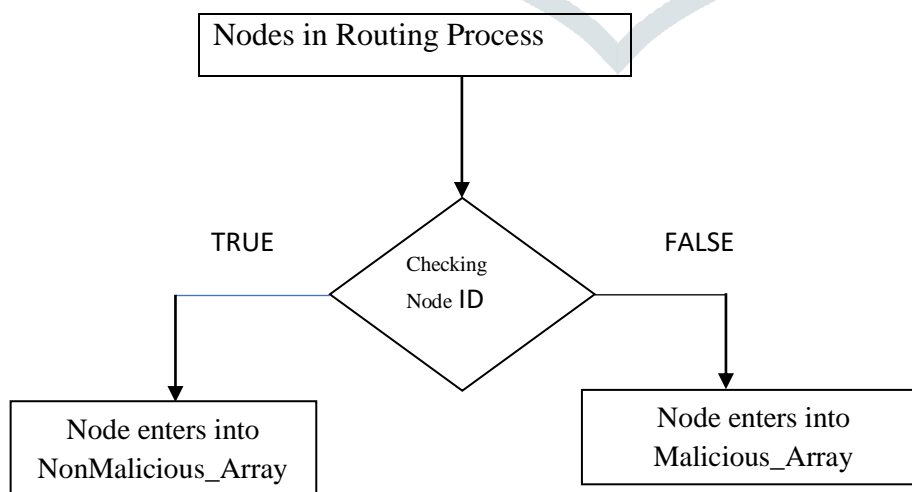 Nodes in Routing Process
TRUE
FALSE
Checking
Node ID
Node enters into
NonMalicious_Array
Node enters into
Malicious_Array